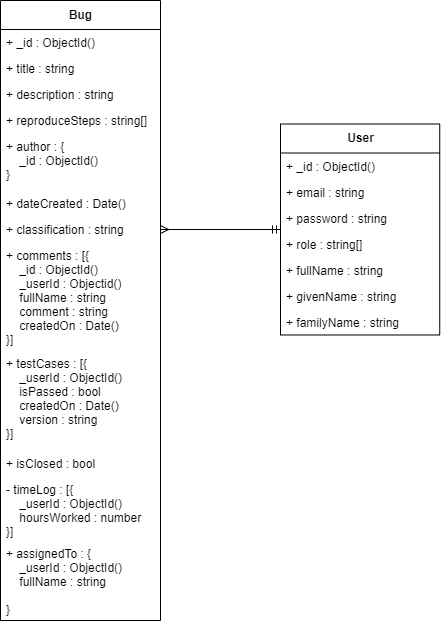 Bug
+ _id : ObjectId()
+ title : string
+ description : string
+ reproduceSteps : string[]
+ author : {
_id : ObjectId()
}
+ dateCreated : Date()
+ classification : string
+ comments : [{
_id : ObjectId()
_userId : Objectid()
fullName : string
comment : string
createdOn : Date()
}]
+ testCases : [{
_userId : ObjectId()
isPassed : bool
createdOn : Date()
version : string
}]
+ isClosed : bool
- timeLog : [{
_userId : ObjectId()
hoursWorked : number
}]
+ assignedTo : {
_userId : ObjectId()
fullName : string
}
User
+ _id : ObjectId()
+ email : string
+ password : string
+ role : string[]
+ fullName : string
+ givenName : string
+ familyName : string